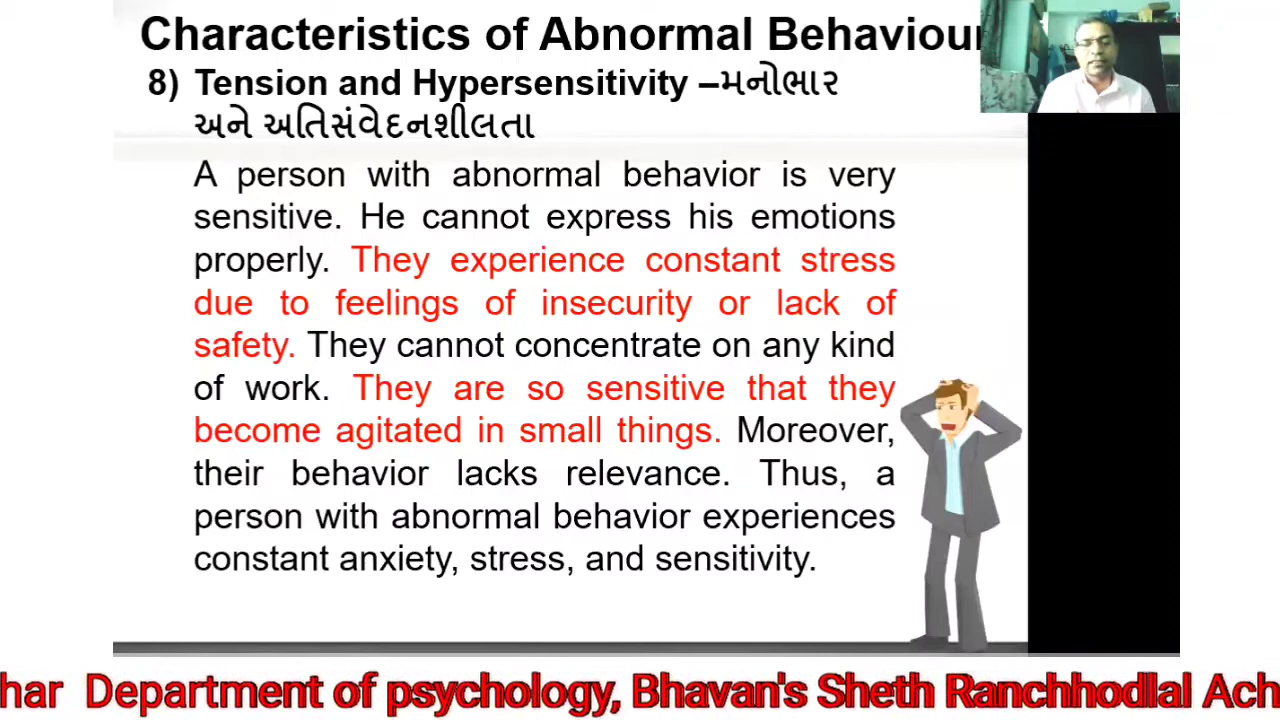 Characteristics of Abnormal Behaviour
8) Tension and Hypersensitivity –મનોભાર
અને અતિસંવેદનશીલતા
A person with abnormal behavior is very
sensitive. He cannot express his emotions
properly. They experience constant stress
due to feelings of insecurity or lack of
safety. They cannot concentrate on any kind
of work. They are so sensitive that they
become agitated in small things. Moreover,
their behavior lacks relevance. Thus, a
person with abnormal behavior experiences
constant anxiety, stress, and sensitivity.
har Department of psychology, Bhavan's Sheth Ranchhodlal Ach